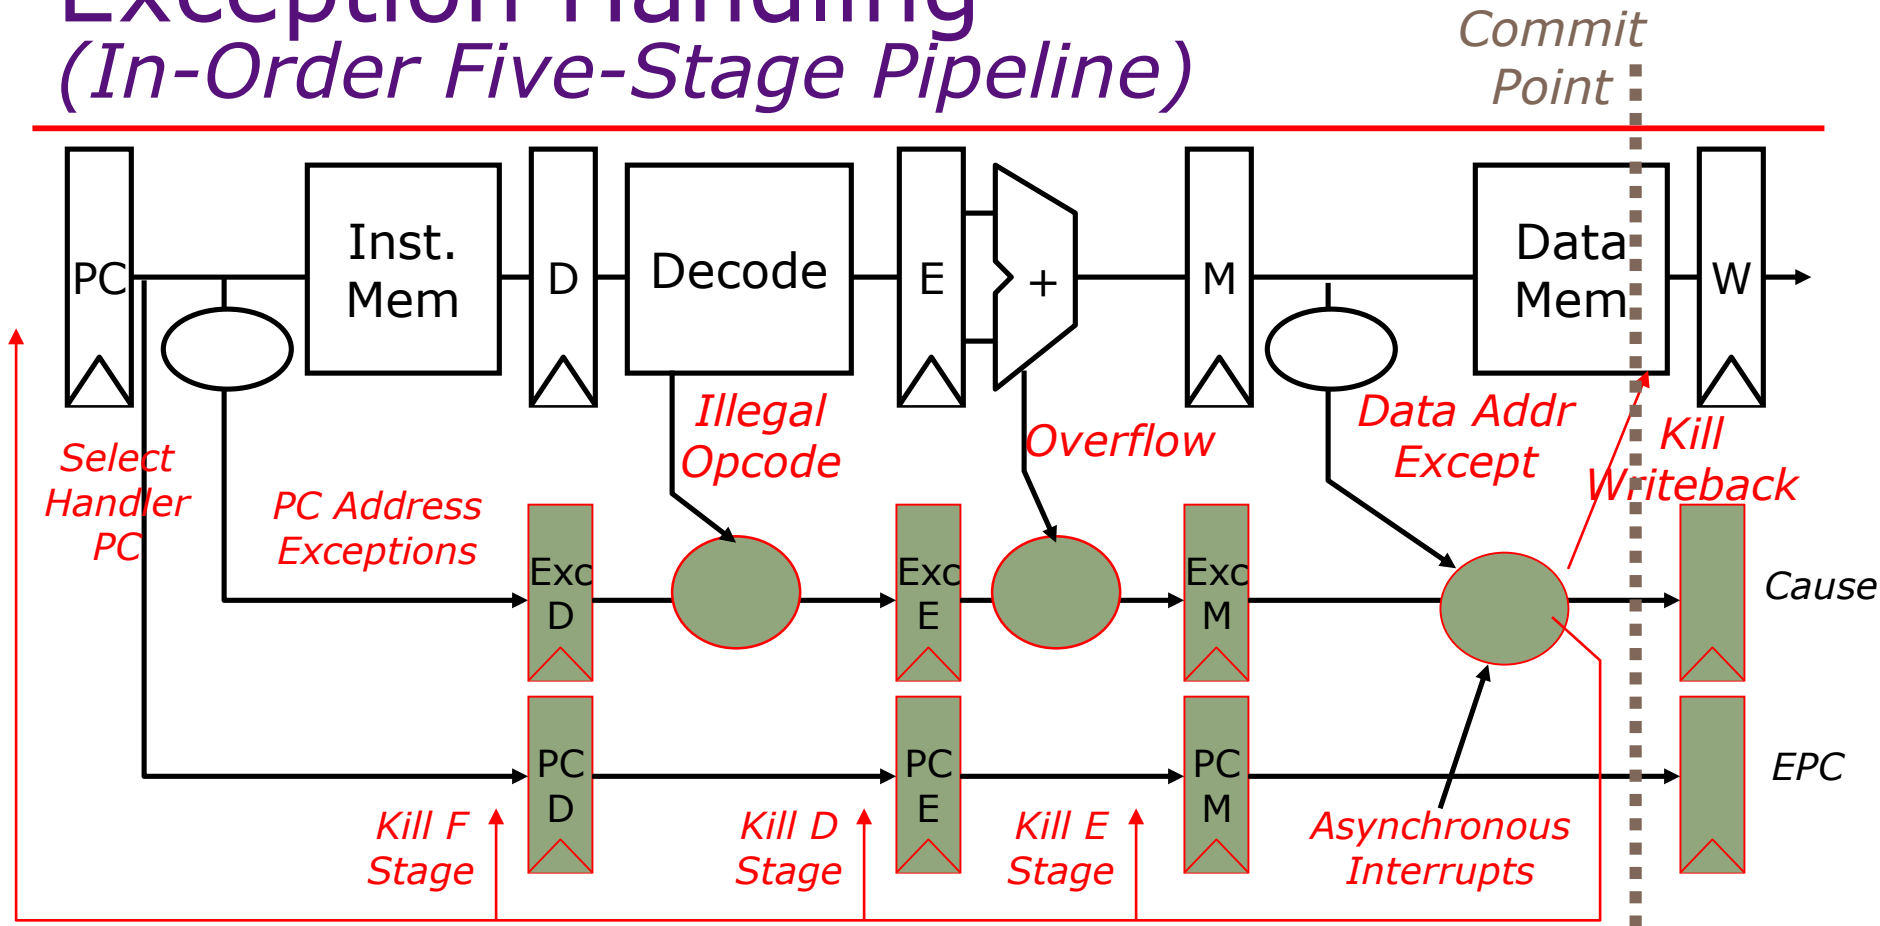 Exception Handling
(In-Order Five-Stage Pipeline)
Commit
Point
PC
Inst.
Mem
D
Decode
E
+
M
Data
Mem
W
Select
Handler
PC
PC Address
Exceptions
Illegal
Opcode
Overflow
Data Addr
Except
Kill
Writeback
Exc
D
Exc
E
Exc
M
Cause
PC
D
PC
E
PC
M
EPC
Kill F
Stage
Kill D
Stage
Kill E
Stage
Asynchronous
Interrupts